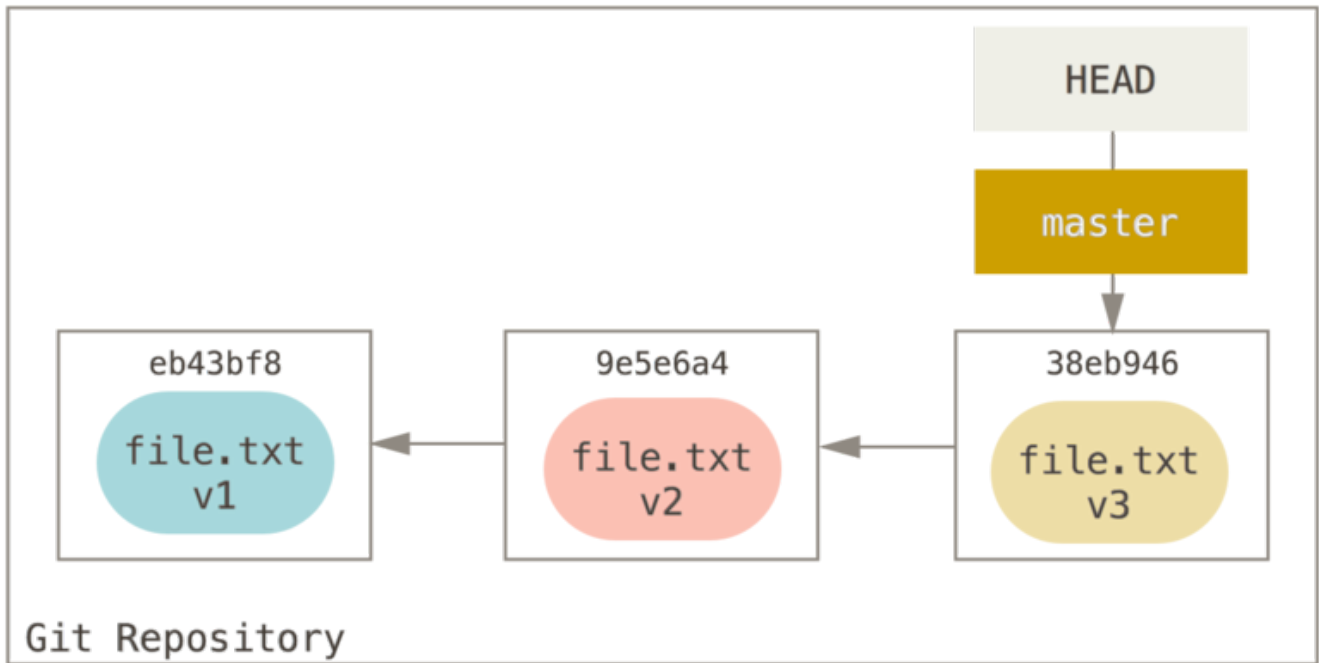 HEAD
master
eb43bf8
file.txt
v1
9e5e6a4
file.txt
v2
38eb946
file.txt
v3
Git Repository